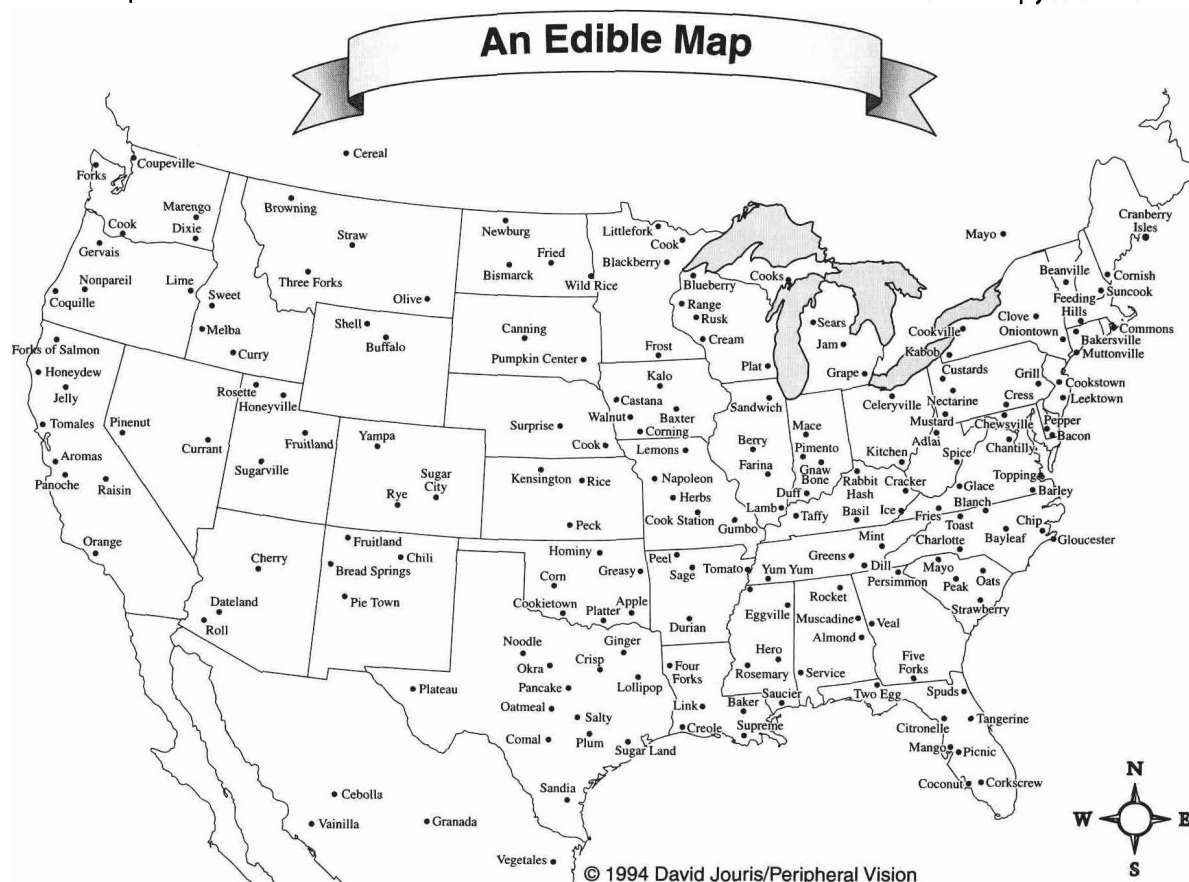 An Edible Map
Cereal
Coupeville
Forks
Marengo
Dixie
Cook
Gervais
Nonpareil
Lime
Coquille
Browning
Straw
Three Forks
Olive
Sweet
Melba
Curry
Shell
Buffalo
Newburg
Fried
Bismarck
Wild Rice
Canning
Pumpkin Center
Littlefork
Cook
Blackberry
Frost
Blueberry
Range
Rusk
Cream
Plat
Cooks
Sears
Jam
Grape
Mayo
Cranberry
Isles
Beanville
Cornish
Suncook
Feeding
Hills
Clove
Oniontown
Commons
Bakersville
Muttonville
Cookville
Kabob
Custards
Grill
Cookstown
Leektown
Nectarine
Cress
Mustard
Chewsville
Pepper
Bacon
Adlai
Chantilly
Celeryville
Kitchen
Spice
Topping
Barley
Glace
Blanch
Forks of Salmon
Honeydew
Jelly
Tomales
Aromas
Panoche
Raisin
Orange
Pinenut
Currant
Rosette
Honeyville
Fruitland
Sugarville
Yampa
Sugar
City
Rye
Surprise
Cook
Kensington
Rice
Peck
Kalo
Castana
Walnut
Baxter
Corning
Lemons
Napoleon
Herbs
Cook Station
Sandwich
Berry
Farina
Gumbo
Mace
Pimento
Gnaw
Bone
Duff
Lamb
Taffy
Rabbit
Hash
Cracker
Basil
Ice
Fries
Toast
Chip
Gloucester
Bayleaf
Charlotte
Mint
Greens
Dill
Persimmon
Mayo
Peak
Oats
Strawberry
Cherry
Dateland
Roll
Fruitland
Chili
Bread Springs
Pie Town
Hominy
Greasy
Corn
Cookietown
Platter
Apple
Peel
Sage
Tomato
Durian
Yum Yum
Eggville
Hero
Rosemary
Rocket
Muscadine
Almond
Service
Veal
Five
Forks
Noodle
Okra
Crisp
Ginger
Pancake
Lollipop
Plateau
Oatmeal
Salty
Comal
Plum
Sugar Land
Sandia
Four
Forks
Link
Creole
Baker
Supreme
Saucier
Two Egg
Spuds
Citronelle
Tangerine
Mango
Picnic
Coconut
Corkscrew
Cebolla
Vainilla
Granada
Vegetales
N
W
E
S
© 1994 David Jouris/Peripheral Vision